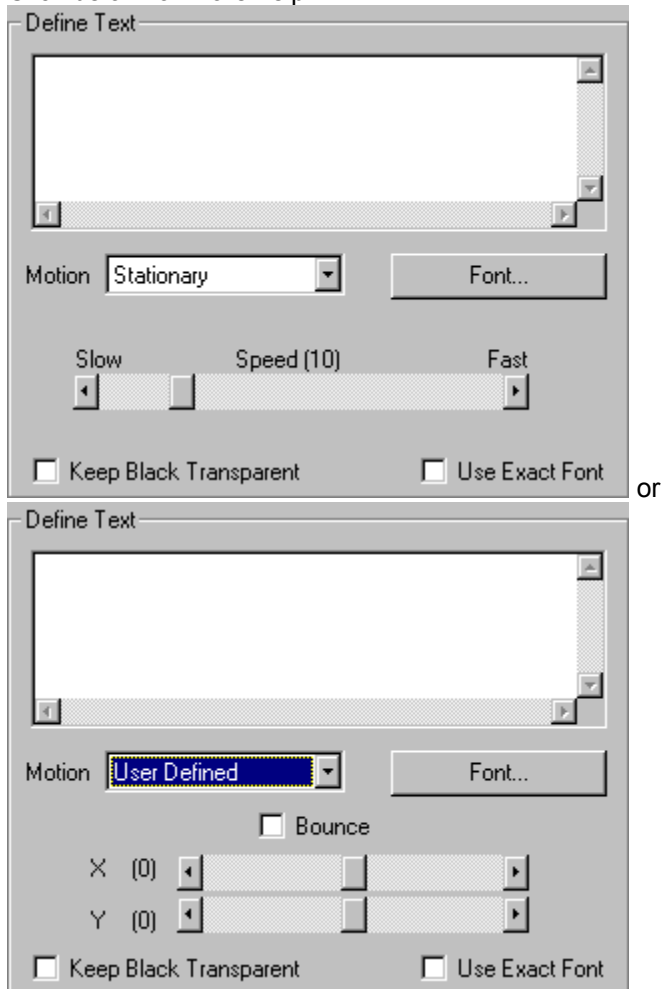 Define Text
Motion Stationary Font...
Slow Speed (10) Fast
Keep Black Transparent Use Exact Font or
Define Text
Motion User Defined Font...
Bounce
X (0)
Y (0)
Keep Black Transparent Use Exact Font